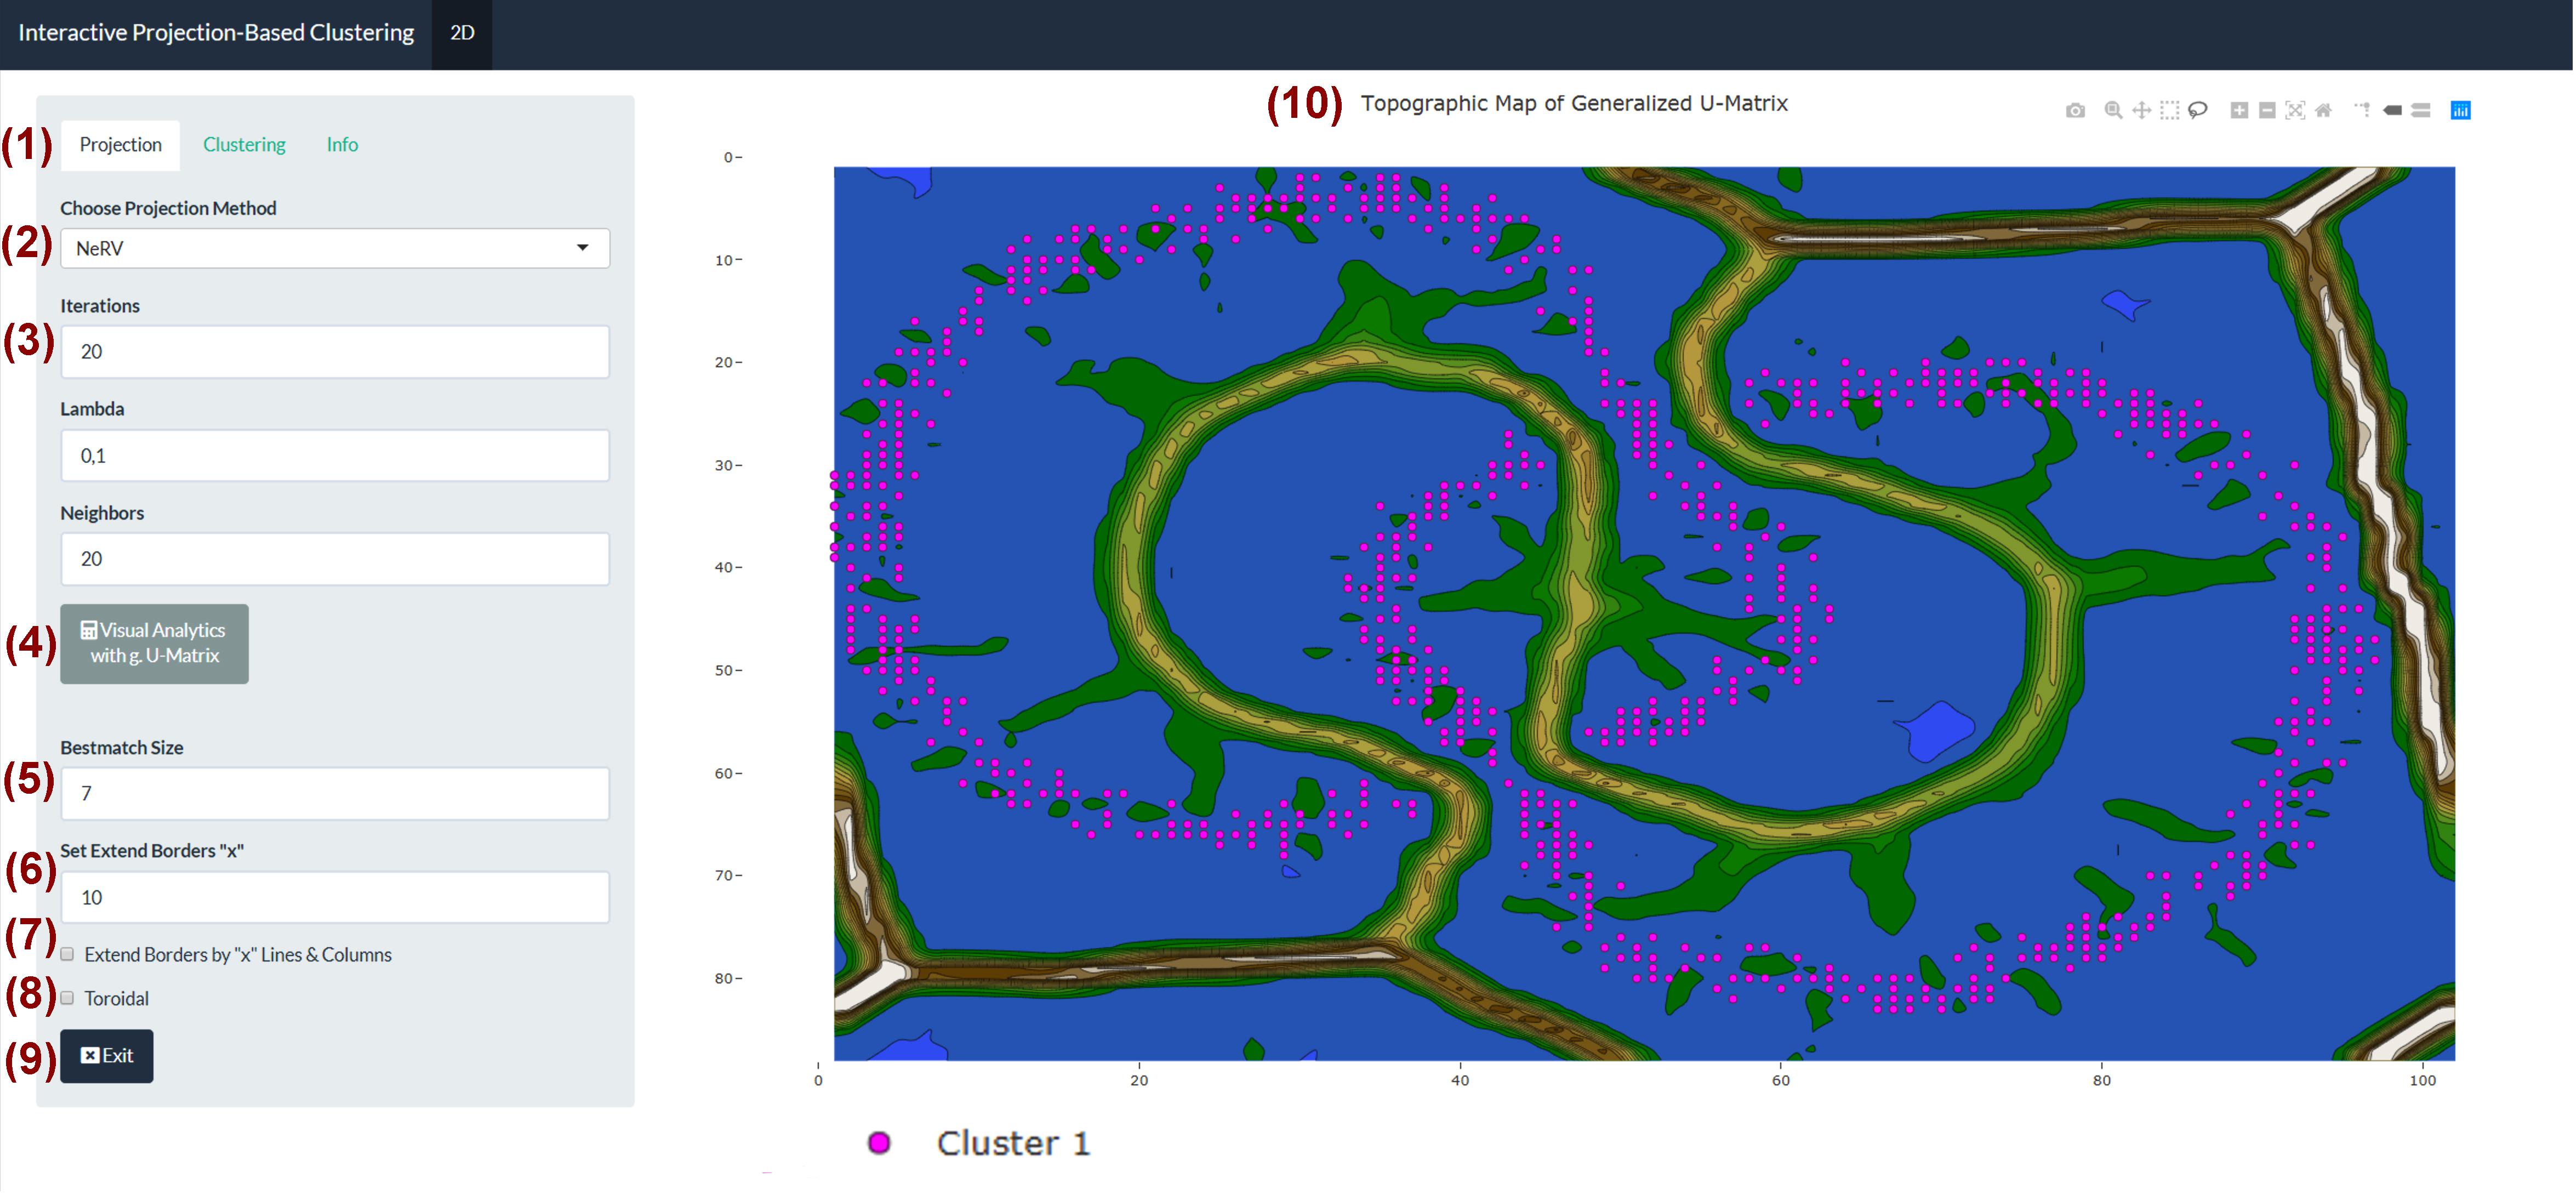 Interactive Projection-Based Clustering 2D
(10) Topographic Map of Generalized U-Matrix
(1) Projection Clustering Info
Choose Projection Method
(2) NeRV
Iterations
(3) 20
Lambda
0,1
Neighbors
20
(4) Visual Analytics
with g. U-Matrix
Bestmatch Size
(5) 7
Set Extend Borders "x"
(6) 10
(7) Extend Borders by "x" Lines & Columns
(8) Toroidal
(9) Exit
0
10
20
30
40
50
60
70
80
0 20 40 60 80 100
Cluster 1